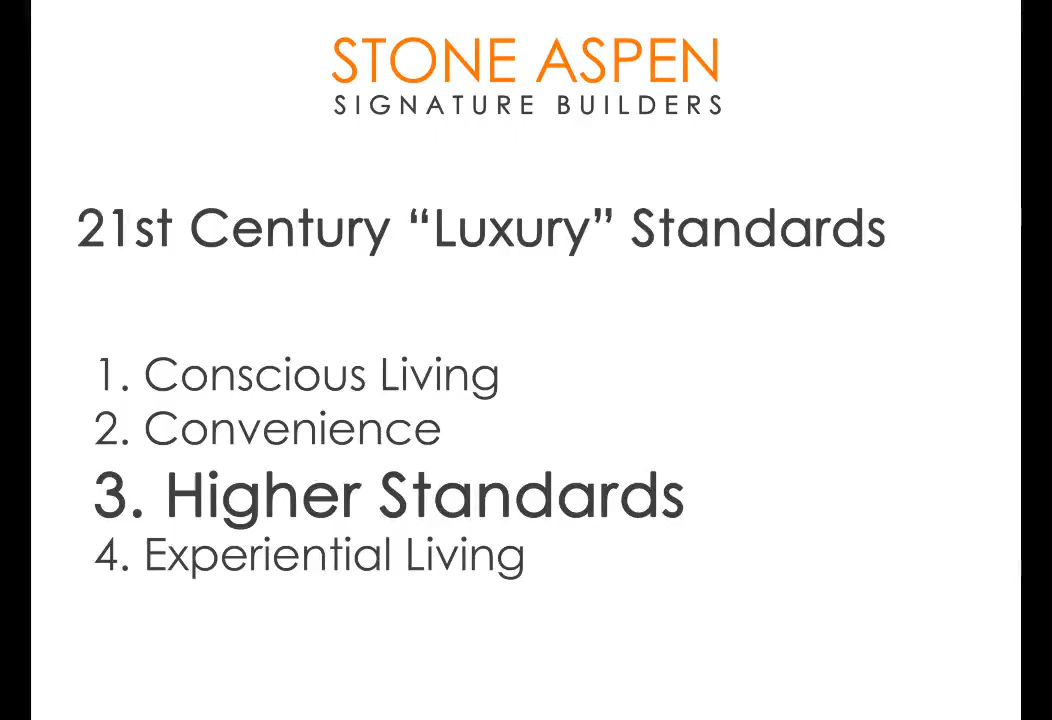 STONE ASPEN
SIGNATURE BUILDERS
21st Century “Luxury” Standards
1. Conscious Living
2. Convenience
3. Higher Standards
4. Experiential Living